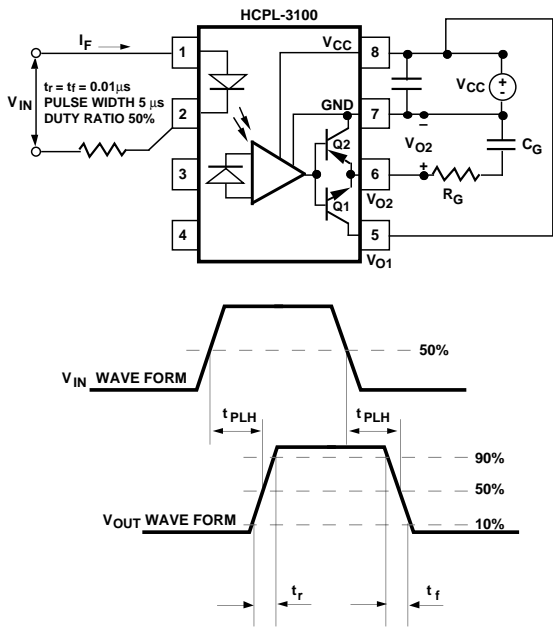 HCPL-3100
I_F
1
V_CC
8
V_IN
t_r = t_f = 0.01µs
PULSE WIDTH 5 µs
DUTY RATIO 50%
V_CC
2
GND
7
–
V_O2
C_G
Q2
3
6
+
V_O2
R_G
Q1
4
5
V_O1
50%
V_IN WAVE FORM
t_PLH
t_PLH
90%
50%
V_OUT WAVE FORM
10%
t_r
t_f